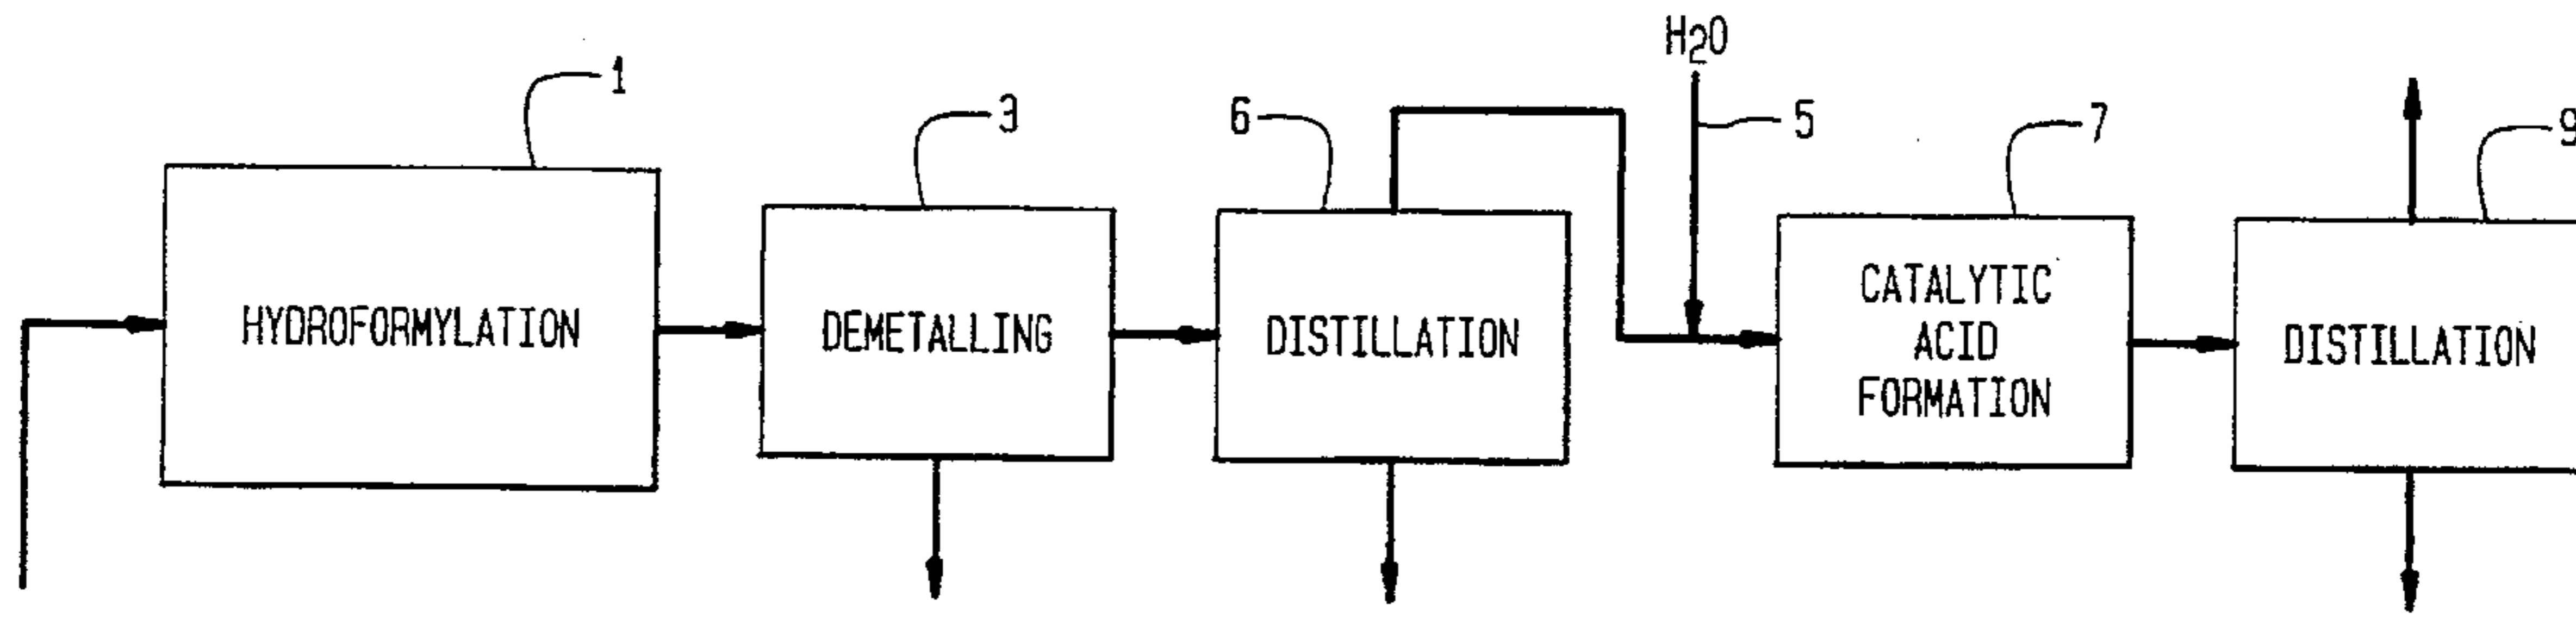 H2O
1
3
6
5
7
9
HYDROFORMYLATION
DEMETALLING
DISTILLATION
CATALYTIC
ACID
FORMATION
DISTILLATION